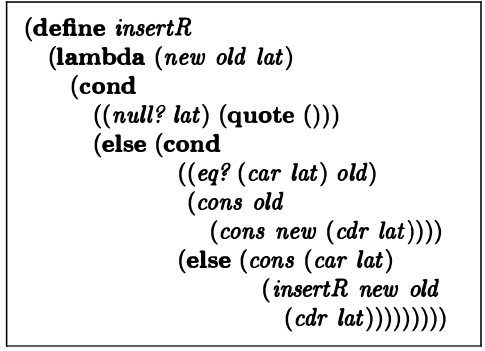 (define insertR
(lambda (new old lat)
(cond
((null? lat) (quote ()))
(else (cond
((eq? (car lat) old)
(cons old
(cons new (cdr lat))))
(else (cons (car lat)
(insertR new old
(cdr lat)))))))))